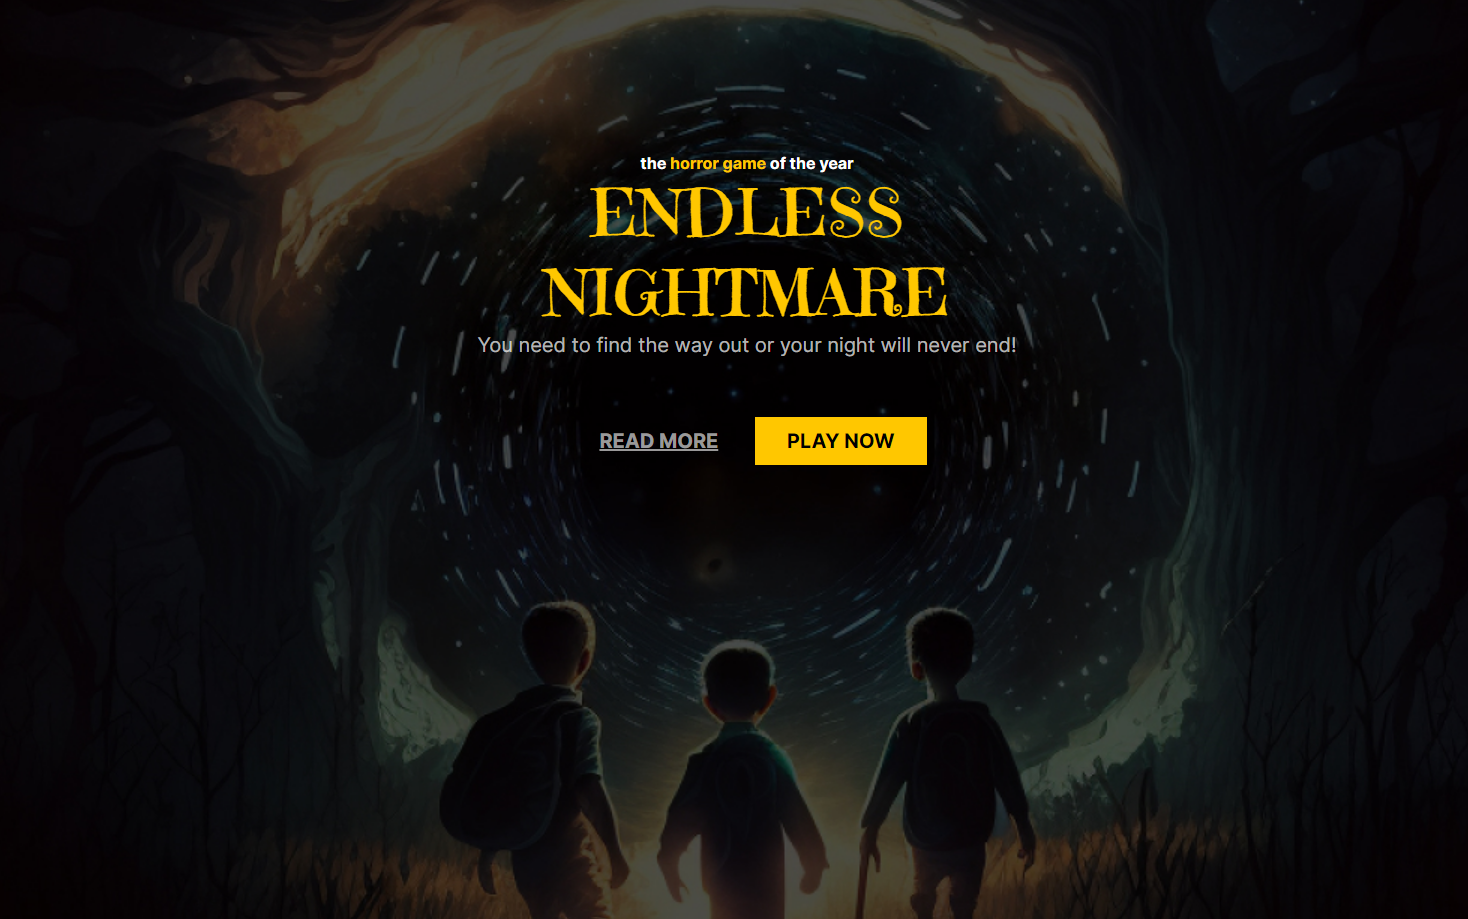 the horror game of the year
ENDLESS
NIGHTMARE
You need to find the way out or your night will never end!
READ MORE PLAY NOW